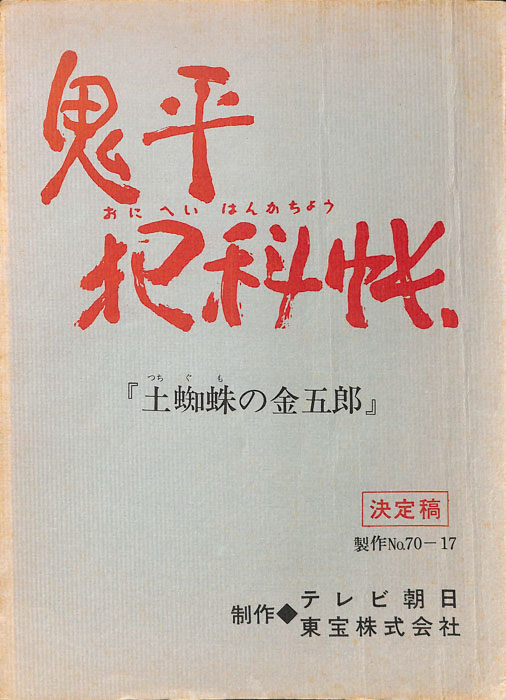 鬼平
おにへいはんかちょう
犯科帳
つちぐも
『土蜘蛛の金五郎』
決定稿
製作No.70-17
制作◆テレビ朝日
東宝株式会社